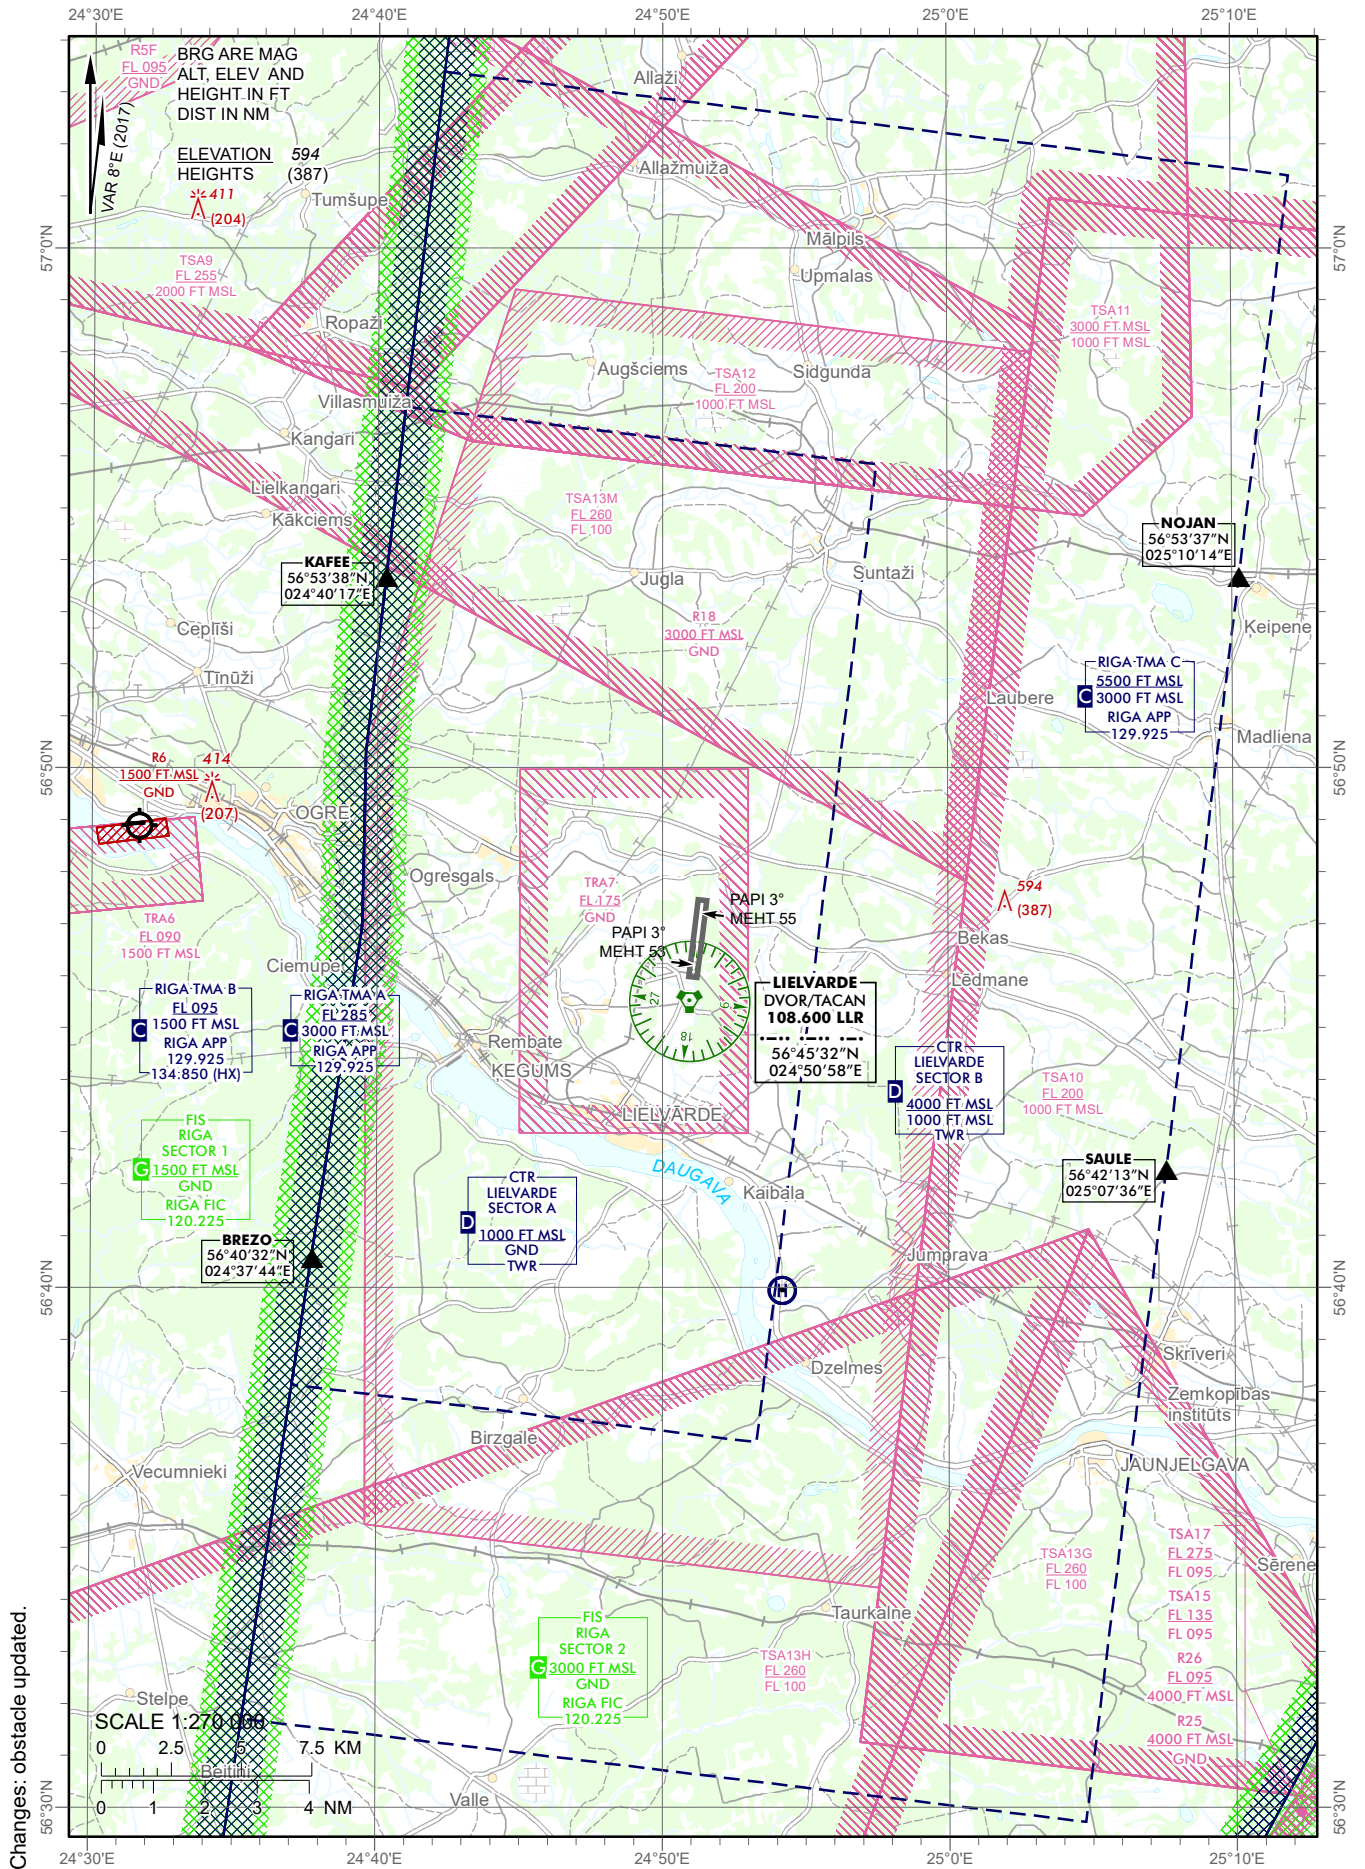 24°30'E
24°40'E
24°50'E
25°0'E
25°10'E
R5F
FL 095
GND
BRG ARE MAG
ALT, ELEV AND
HEIGHT IN FT
DIST IN NM
VAR 8°E (2017)
ELEVATION 594
HEIGHTS (387)
411
(204)
Tumšupe
Allaži
Allažmuiža
Mālpils
Upmalas
57°0'N
57°0'N
TSA9
FL 255
2000 FT MSL
Ropaži
TSA11
3000 FT MSL
1000 FT MSL
Augšciems
Sidgunda
TSA12
FL 200
1000 FT MSL
Villasmuiža
Kangari
Lielkangari
Kākciems
TSA13M
FL 260
FL 100
KAFEE
56°53'38"N
024°40'17"E
NOJAN
56°53'37"N
025°10'14"E
Jugla
Suntaži
Ceplīši
R18
3000 FT MSL
GND
Keipene
Tīnūži
RIGA TMA C
5500 FT MSL
C 3000 FT MSL
RIGA APP
129.925
Laubere
Madliena
56°50'N
56°50'N
R6
1500 FT MSL
GND
414
(207)
OGRE
Ogresgals
TRA7
FL 175
GND
PAPI 3°
MEHT 55
PAPI 3°
MEHT 53
594
(387)
TRA6
FL 090
1500 FT MSL
Bekas
Ciemupe
Lēdmane
27
9
18
RIGA TMA B
FL 095
C 1500 FT MSL
RIGA APP
129.925
134.850 (HX)
RIGA TMA A
FL 285
C 3000 FT MSL
RIGA APP
129.925
LIELVARDE
DVOR/TACAN
108.600 LLR
56°45'32"N
024°50'58"E
Rembate
ĶEGUMS
CTR
LIELVARDE
SECTOR B
D 4000 FT MSL
1000 FT MSL
TWR
TSA10
FL 200
1000 FT MSL
LIELVĀRDE
FIS
RIGA
SECTOR 1
G 1500 FT MSL
GND
RIGA FIC
120.225
DAUGAVA
Kaibala
SAULE
56°42'13"N
025°07'36"E
CTR
LIELVARDE
SECTOR A
D 1000 FT MSL
GND
TWR
BREZO
56°40'32"N
024°37'44"E
Jumprava
56°40'N
56°40'N
H
Dzelmes
Skrīveri
Zemkopības
institūts
Birzgale
Vecumnieki
JAUNJELGAVA
TSA17
FL 275
FL 095
TSA13G
FL 260
FL 100
Sērene
TSA15
FL 135
FL 095
Taurkalne
FIS
RIGA
SECTOR 2
G 3000 FT MSL
GND
RIGA FIC
120.225
TSA13H
FL 260
FL 100
R26
FL 095
4000 FT MSL
R25
4000 FT MSL
GND
Stelpe
SCALE 1:270 000
0 2.5 5 7.5 KM
Beitiņi
0 1 2 3 4 NM
Valle
56°30'N
56°30'N
24°30'E
24°40'E
24°50'E
25°0'E
25°10'E
Changes: obstacle updated.